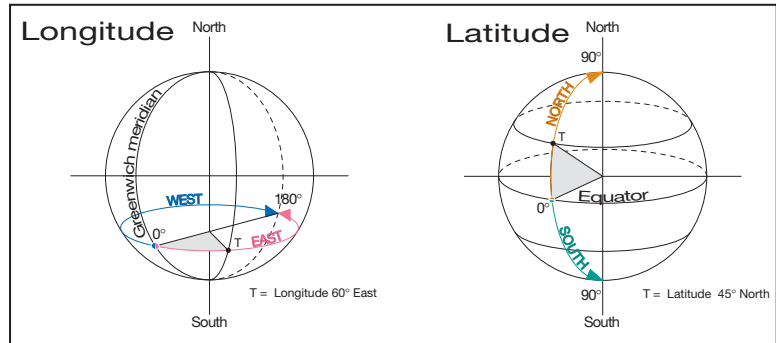 Longitude
North
Greenwich meridian
WEST
180°
0°
T
EAST
T = Longitude 60° East
South
Latitude
North
90°
NORTH
T
Equator
0°
SOUTH
90°
T = Latitude 45° North
South